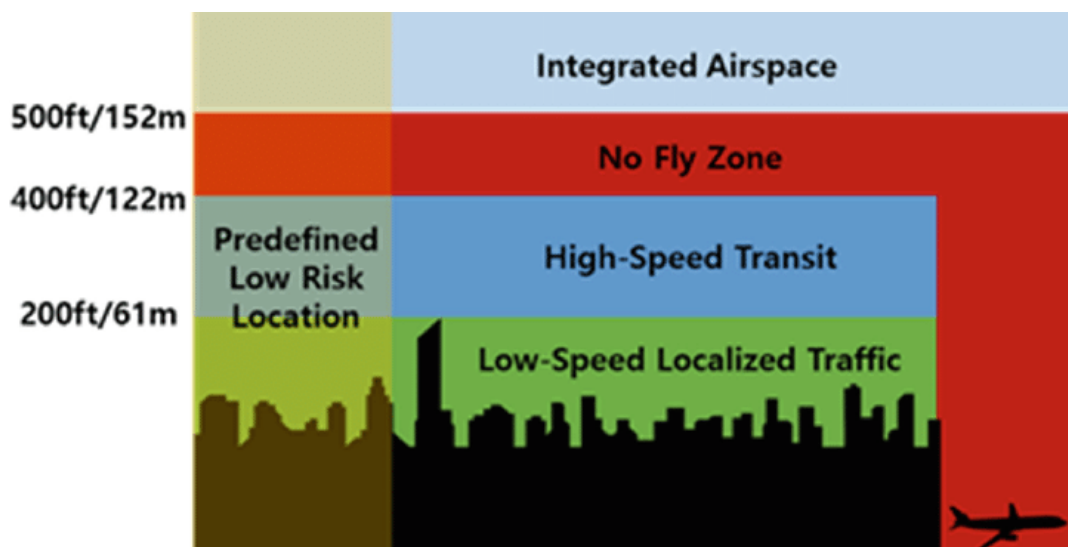 Integrated Airspace
500ft/152m
No Fly Zone
400ft/122m
Predefined
Low Risk
Location
High-Speed Transit
200ft/61m
Low-Speed Localized Traffic